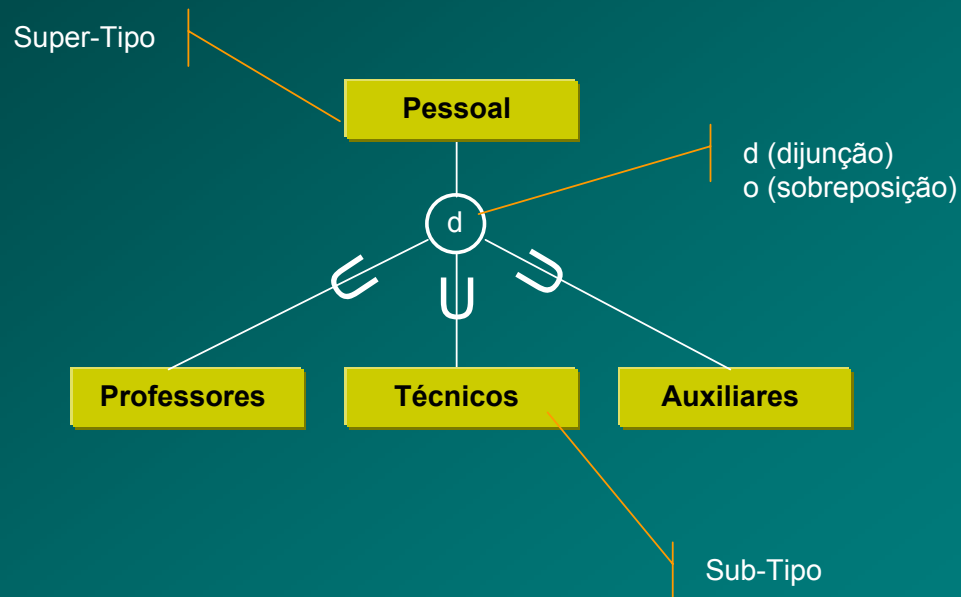 Super-Tipo
Pessoal
d (dijunção)
o (sobreposição)
d
Professores
Técnicos
Auxiliares
Sub-Tipo